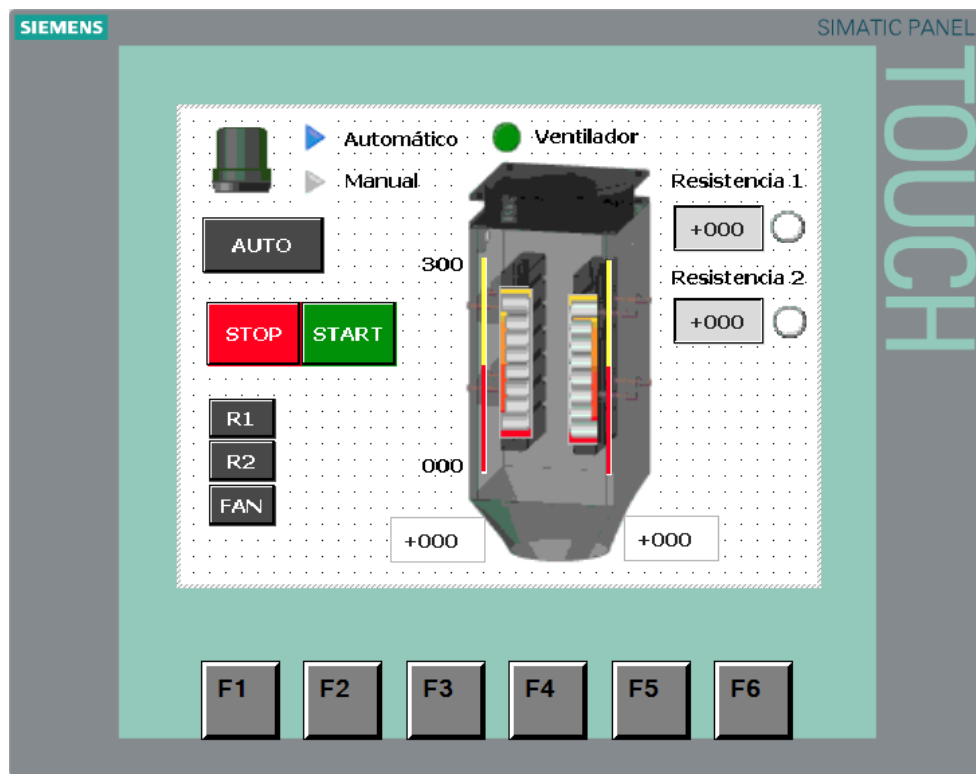 SIEMENS
SIMATIC PANEL
TOUCH
Automático
Ventilador
Manual
Resistencia 1
+000
AUTO
300
Resistencia 2
+000
STOP
START
R1
R2
000
FAN
+000
+000
F1
F2
F3
F4
F5
F6